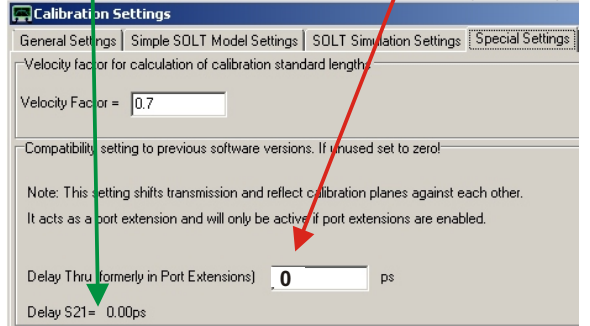 Calibration Settings
General Settings Simple SOLT Model Settings SOLT Simulation Settings Special Settings
Velocity factor for calculation of calibration standard lengths
Velocity Factor = 0.7
Compatibility setting to previous software versions. If unused set to zero!
Note: This setting shifts transmission and reflect calibration planes against each other.
It acts as a port extension and will only be active if port extensions are enabled.
Delay Thru (formerly in Port Extensions) 0 ps
Delay S21= 0.00ps